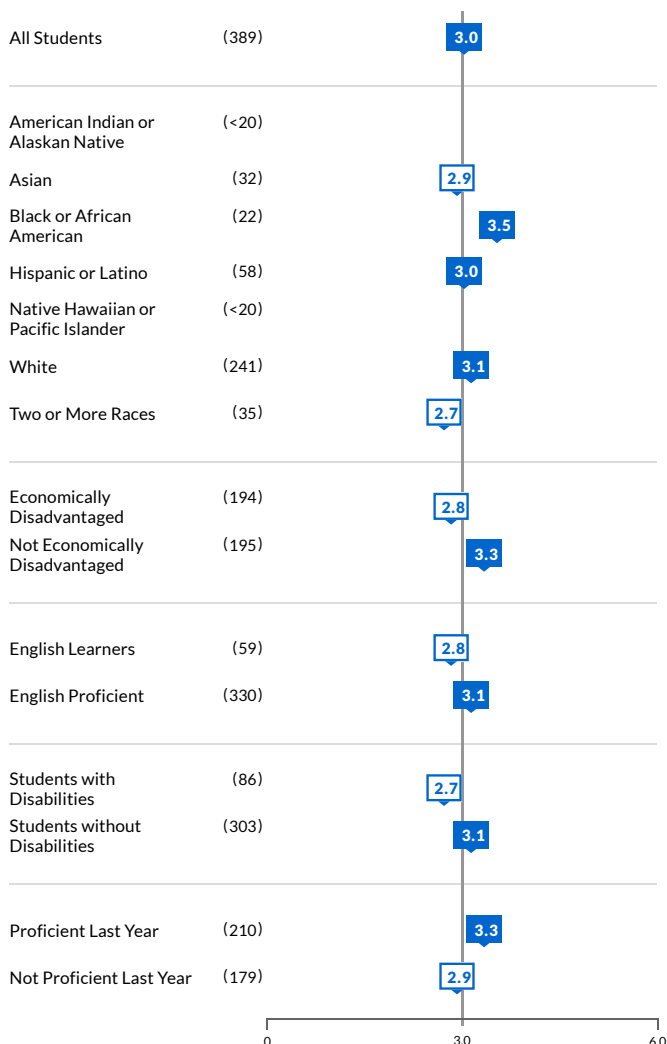 All Students (389) 3.0
American Indian or (<20)
Alaskan Native
Asian (32) 2.9
Black or African (22) 3.5
American
Hispanic or Latino (58) 3.0
Native Hawaiian or (<20)
Pacific Islander
White (241) 3.1
Two or More Races (35) 2.7
Economically (194) 2.8
Disadvantaged
Not Economically (195) 3.3
Disadvantaged
English Learners (59) 2.8
English Proficient (330) 3.1
Students with (86) 2.7
Disabilities
Students without (303) 3.1
Disabilities
Proficient Last Year (210) 3.3
Not Proficient Last Year (179) 2.9
0 3.0 6.0